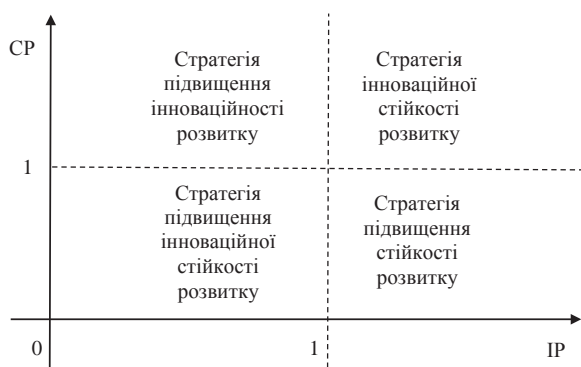 СР
Стратегія
підвищення
інноваційності
розвитку
Стратегія
інноваційної
стійкості
розвитку
1
Стратегія
підвищення
інноваційної
стійкості
розвитку
Стратегія
підвищення
стійкості
розвитку
0
1
ІР